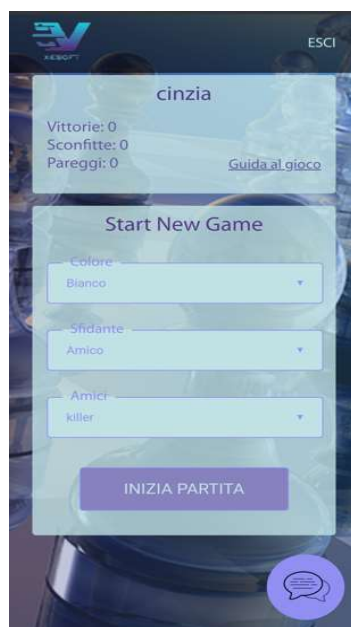 ESCI
cinzia
Vittorie: 0
Sconfitte: 0
Pareggi: 0
Guida al gioco
Start New Game
Colore
Bianco
Sfidante
Amico
Amici
killer
INIZIA PARTITA